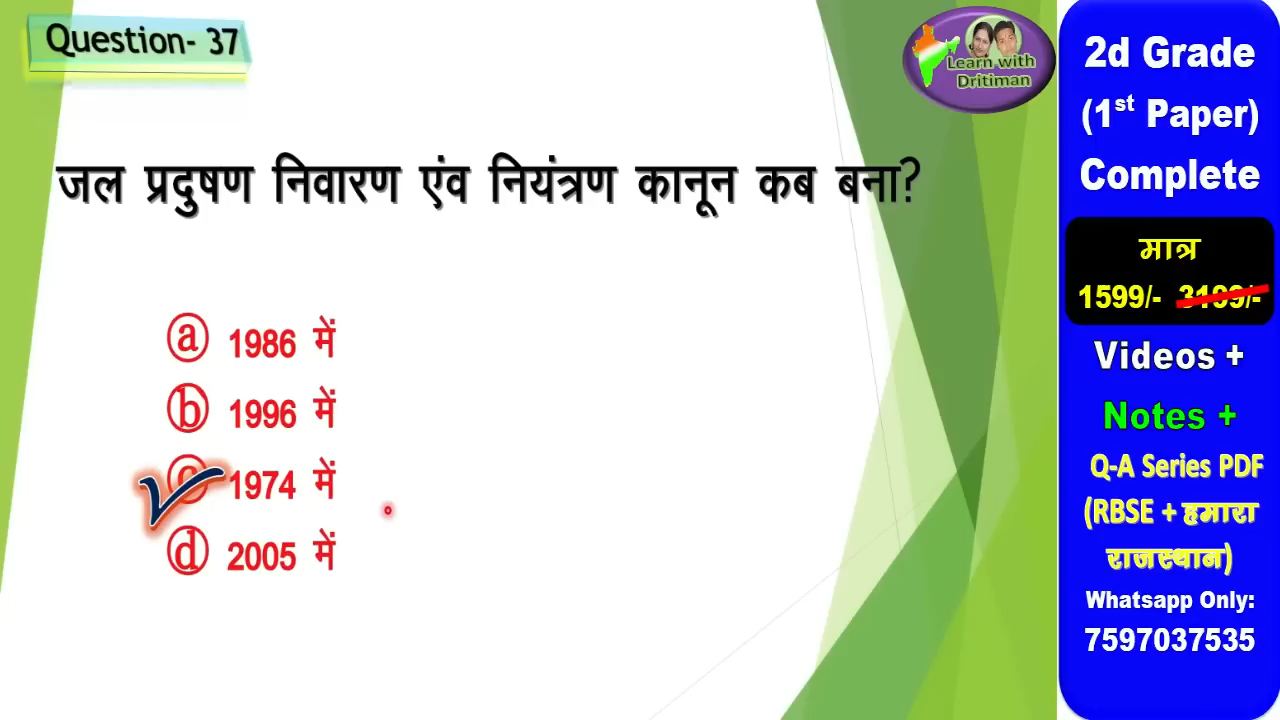 Question- 37
Learn with
Dritiman
जल प्रदुषण निवारण एंव नियंत्रण कानून कब बना?
ⓐ 1986 में
ⓑ 1996 में
ⓒ 1974 में
ⓓ 2005 में
2d Grade
(1st Paper)
Complete
मात्र
1599/- 3199/-
Videos +
Notes +
Q-A Series PDF
(RBSE + हमारा
राजस्थान)
Whatsapp Only:
7597037535